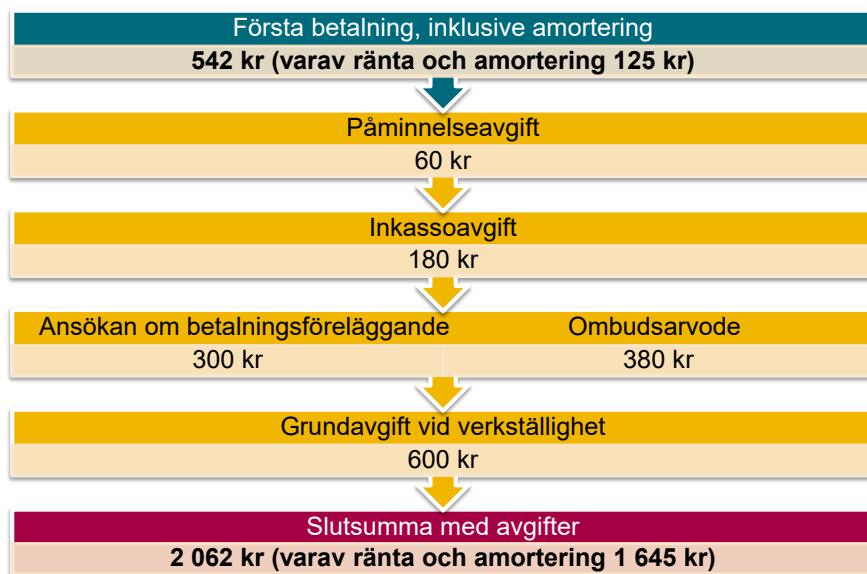 Första betalning, inklusive amortering
542 kr (varav ränta och amortering 125 kr)
Påminnelseavgift
60 kr
Inkassoavgift
180 kr
Ansökan om betalningsföreläggande
300 kr
Ombudsarvode
380 kr
Grundavgift vid verkställighet
600 kr
Slutsumma med avgifter
2 062 kr (varav ränta och amortering 1 645 kr)